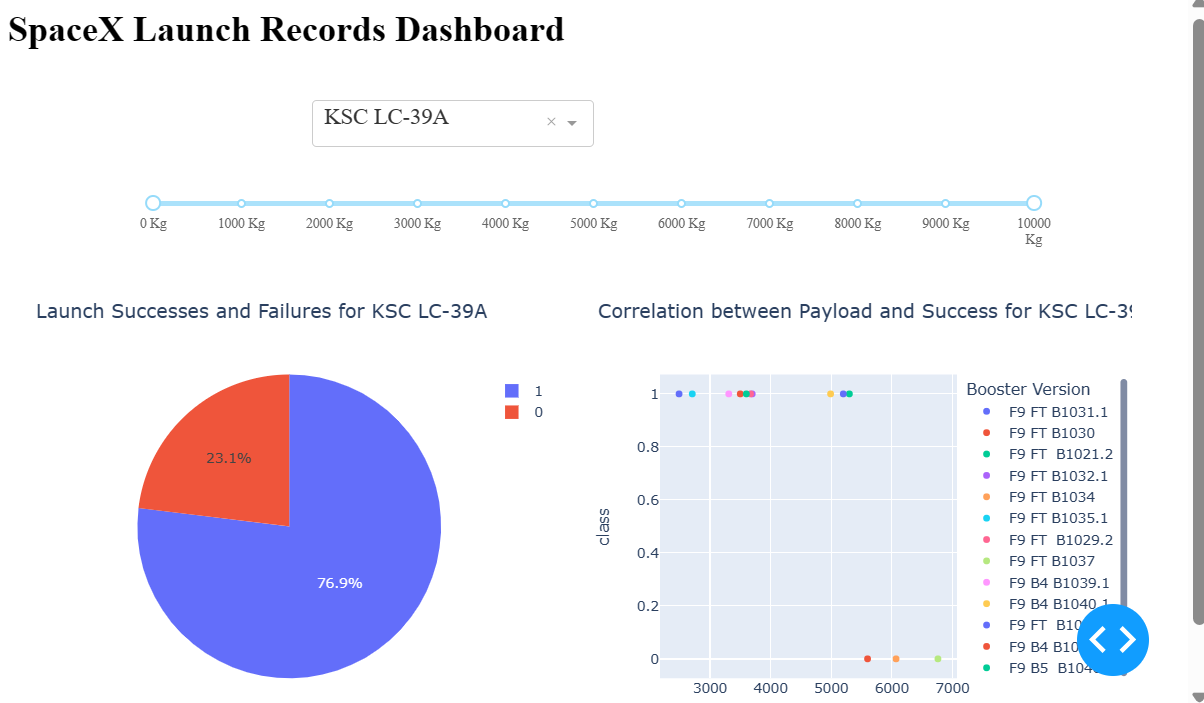 SpaceX Launch Records Dashboard
KSC LC-39A
0 Kg 1000 Kg 2000 Kg 3000 Kg 4000 Kg 5000 Kg 6000 Kg 7000 Kg 8000 Kg 9000 Kg 10000
Kg
Launch Successes and Failures for KSC LC-39A
1
0
23.1%
76.9%
Correlation between Payload and Success for KSC LC-39
1
0.8
0.6
0.4
0.2
0
class
3000 4000 5000 6000 7000
Booster Version
F9 FT B1031.1
F9 FT B1030
F9 FT  B1021.2
F9 FT B1032.1
F9 FT B1034
F9 FT B1035.1
F9 FT  B1029.2
F9 FT B1037
F9 B4 B1039.1
F9 B4 B1040.1
F9 FT
F9 B4
F9 B5